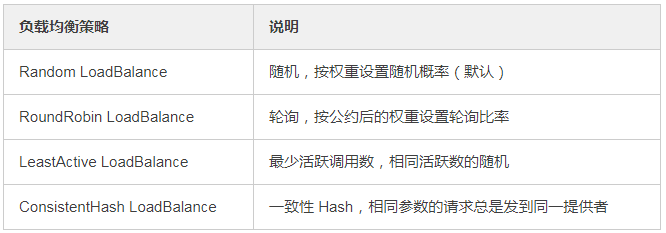 负载均衡策略 说明
Random LoadBalance 随机，按权重设置随机概率（默认）
RoundRobin LoadBalance 轮询，按公约后的权重设置轮询比率
LeastActive LoadBalance 最少活跃调用数，相同活跃数的随机
ConsistentHash LoadBalance 一致性 Hash，相同参数的请求总是发到同一提供者